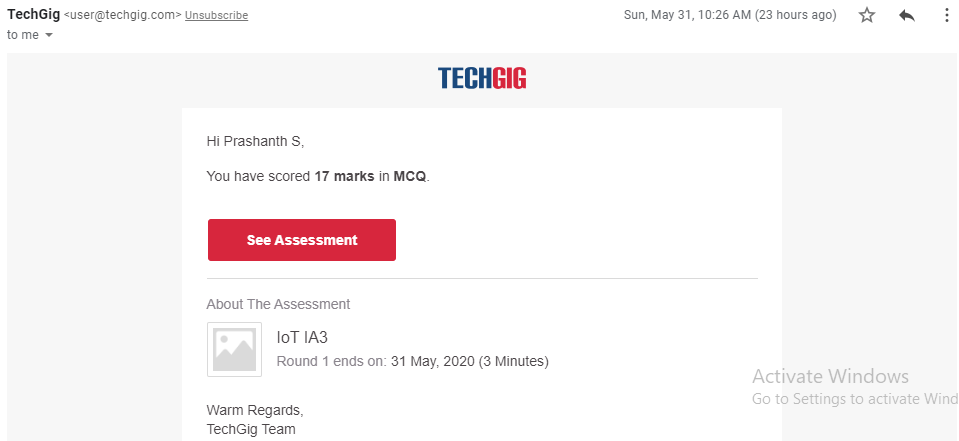 TechGig <user@techgig.com> Unsubscribe
Sun, May 31, 10:26 AM (23 hours ago)
to me
TECHGIG
Hi Prashanth S,
You have scored 17 marks in MCQ.
See Assessment
About The Assessment
IoT IA3
Round 1 ends on: 31 May, 2020 (3 Minutes)
Activate Windows
Go to Settings to activate Wind
Warm Regards,
TechGig Team